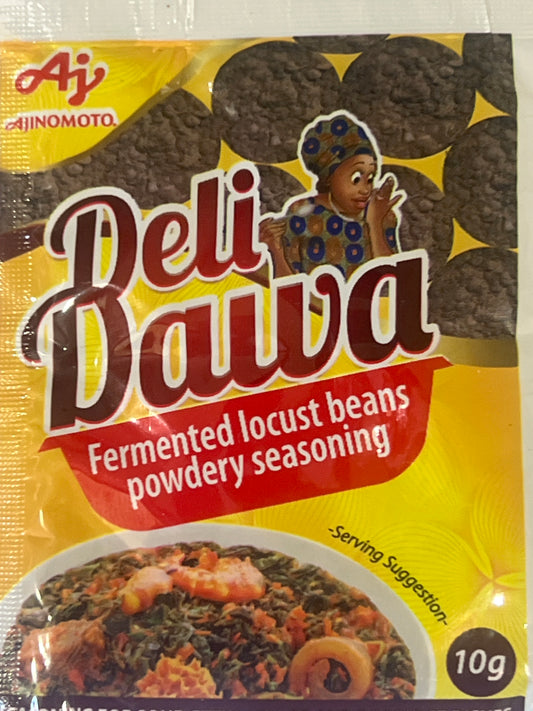 Aj
AJINOMOTO®
Deli
Dawa
Fermented locust beans
powdery seasoning
-Serving Suggestion-
10g